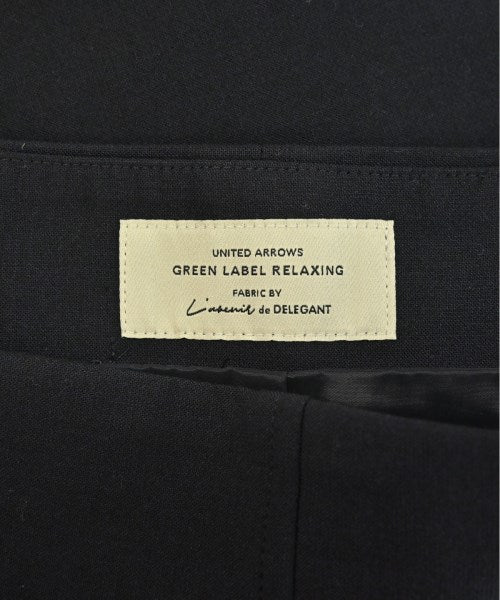 UNITED ARROWS
GREEN LABEL RELAXING
FABRIC BY
L'avenir de DELEGANT